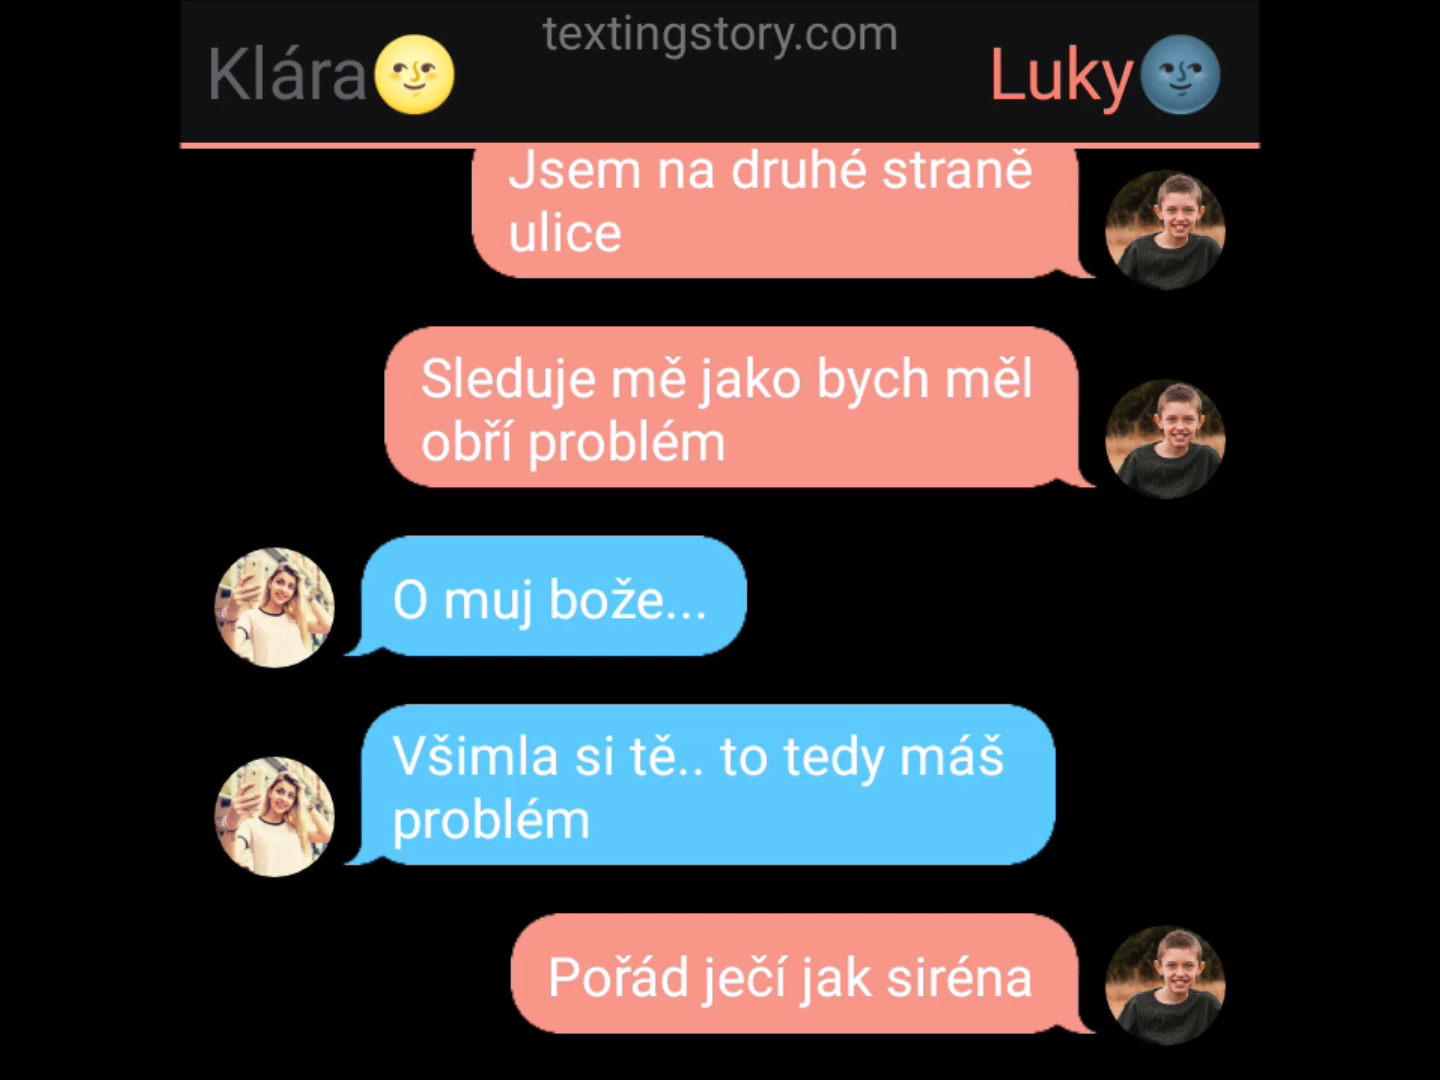 textingstory.com
Klára🌝
Luky🌚
Jsem na druhé straně
ulice
Sleduje mě jako bych měl
obří problém
O muj bože...
Všimla si tě.. to tedy máš
problém
Pořád ječí jak siréna